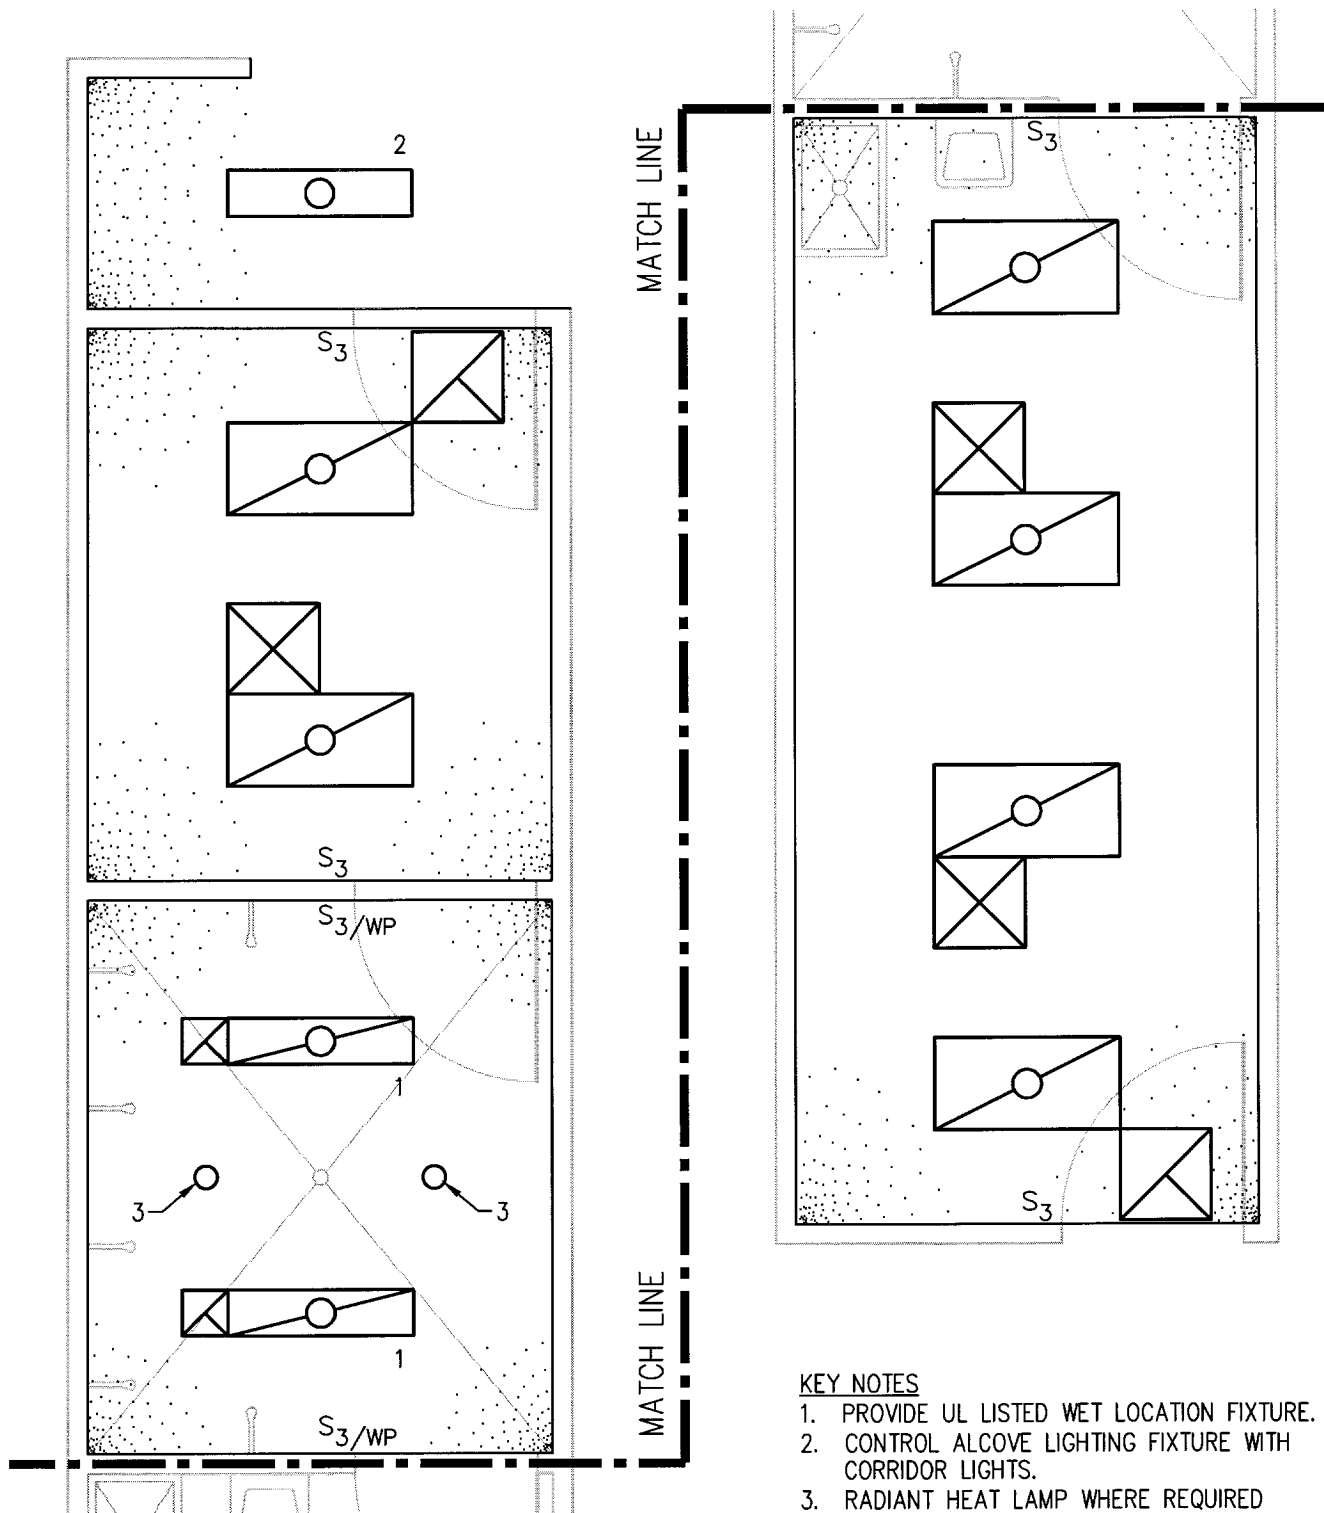 2
S3
S3
S3/WP
1
3
3
1
S3/WP
MATCH LINE
MATCH LINE
S3
S3
KEY NOTES
1. PROVIDE UL LISTED WET LOCATION FIXTURE.
2. CONTROL ALCOVE LIGHTING FIXTURE WITH
CORRIDOR LIGHTS.
3. RADIANT HEAT LAMP WHERE REQUIRED